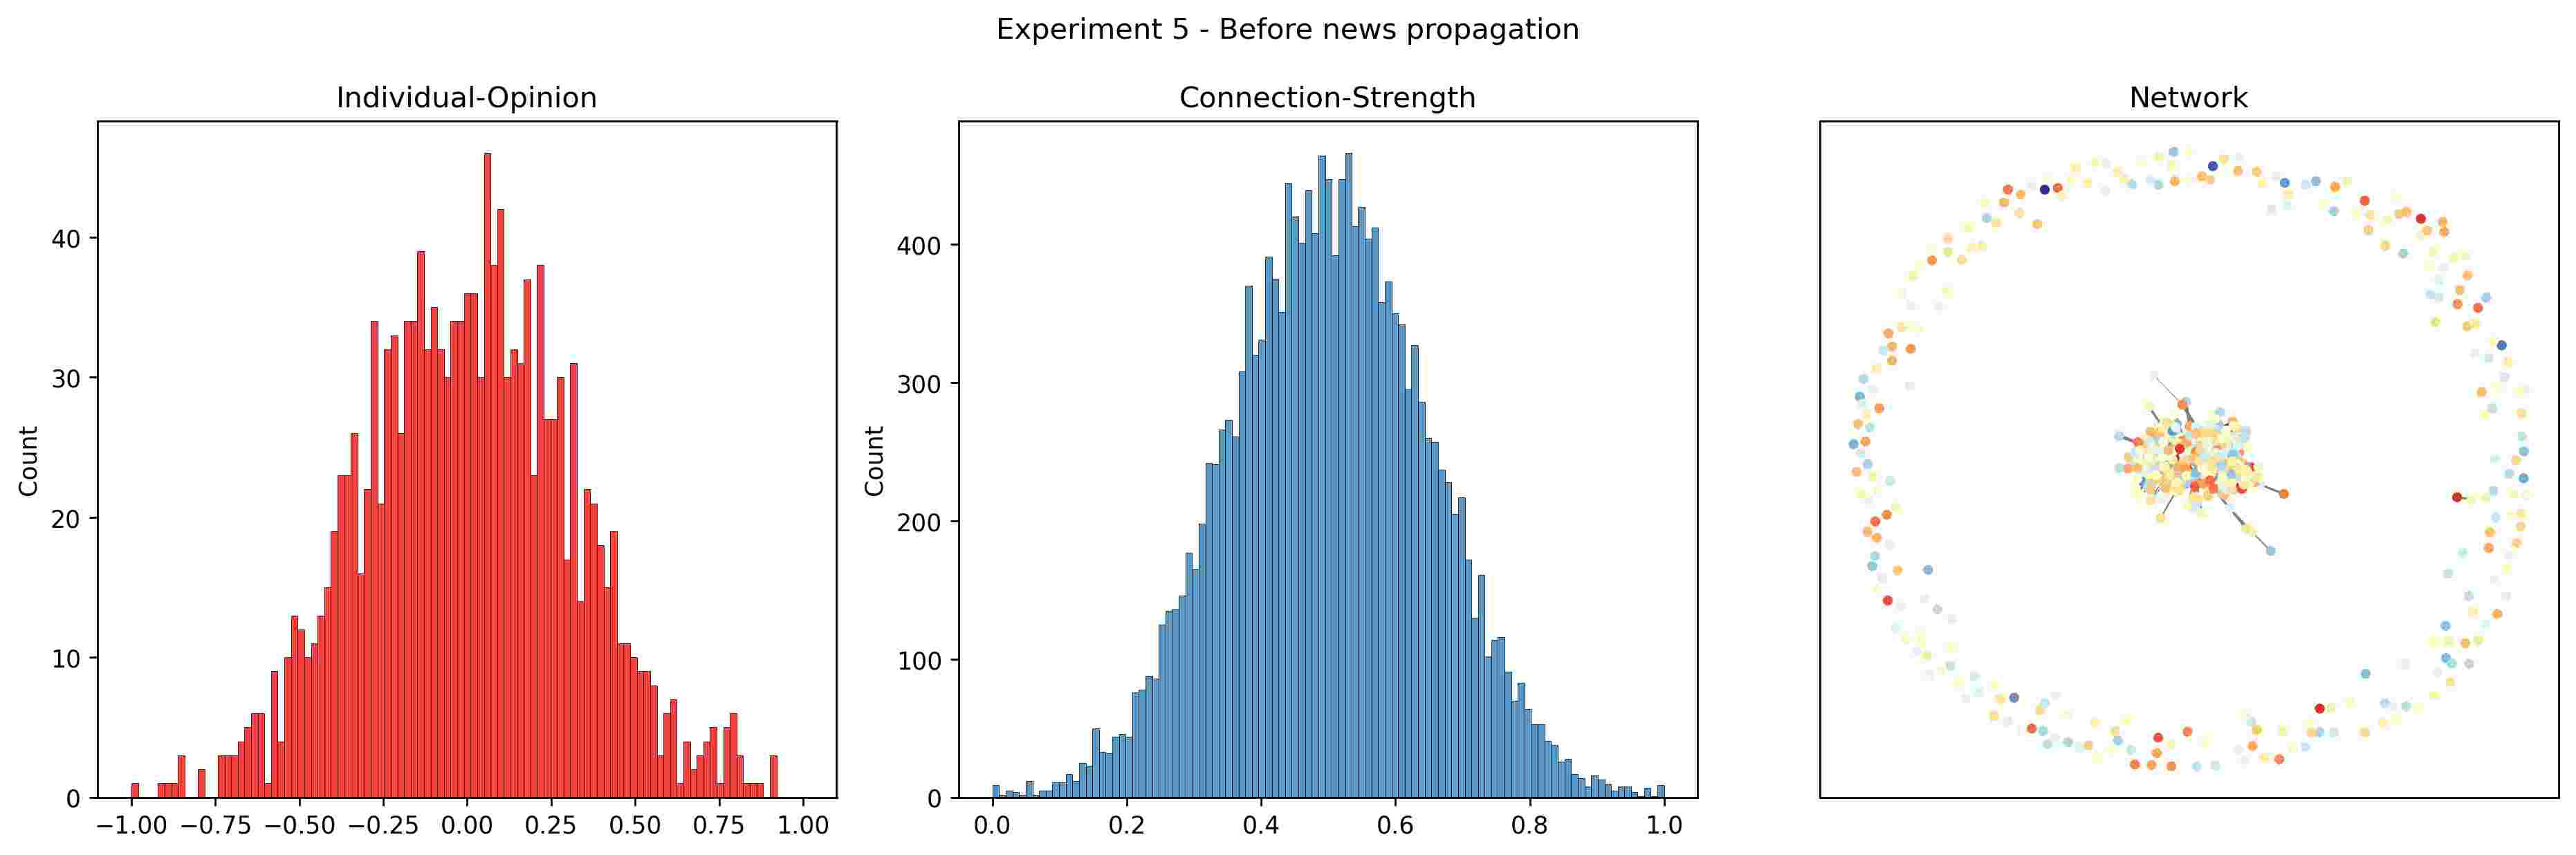 Experiment 5 - Before news propagation
Individual-Opinion
Count
40
30
20
10
0
−1.00 −0.75 −0.50 −0.25 0.00 0.25 0.50 0.75 1.00
Connection-Strength
Count
400
300
200
100
0
0.0 0.2 0.4 0.6 0.8 1.0
Network